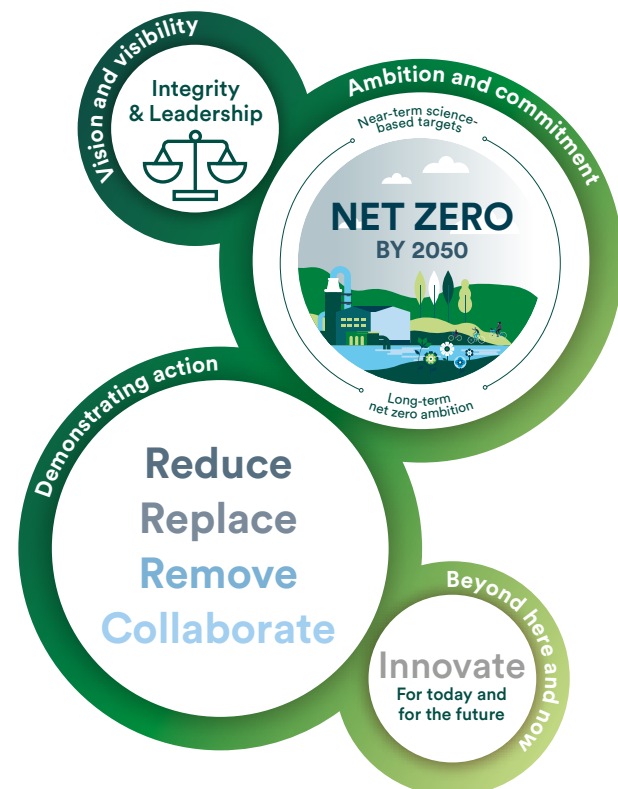 Vision and visibility
Integrity
& Leadership
Ambition and commitment
Near-term science-
based targets
NET ZERO
BY 2050
Long-term
net zero ambition
Demonstrating action
Reduce
Replace
Remove
Collaborate
Beyond here and now
Innovate
For today and
for the future